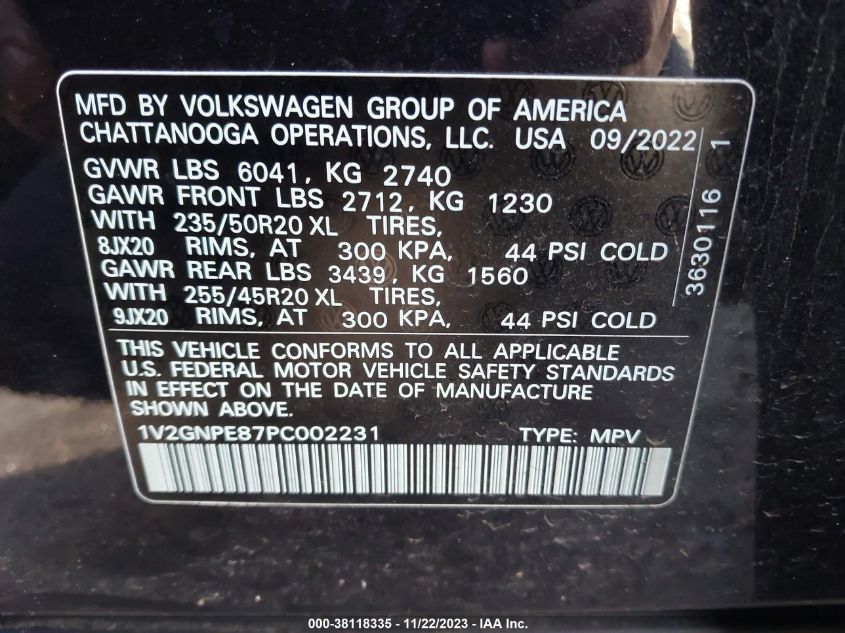 MFD BY VOLKSWAGEN GROUP OF AMERICA
CHATTANOOGA OPERATIONS, LLC. USA 09/2022
GVWR LBS 6041, KG 2740
GAWR FRONT LBS 2712, KG 1230
WITH 235/50R20 XL TIRES,
8JX20 RIMS, AT 300 KPA, 44 PSI COLD
GAWR REAR LBS 3439, KG 1560
WITH 255/45R20 XL TIRES,
9JX20 RIMS, AT 300 KPA, 44 PSI COLD
3630116 1
THIS VEHICLE CONFORMS TO ALL APPLICABLE
U.S. FEDERAL MOTOR VEHICLE SAFETY STANDARDS
IN EFFECT ON THE DATE OF MANUFACTURE
SHOWN ABOVE.
1V2GNPE87PC002231 TYPE: MPV
000-38118335 - 11/22/2023 - IAA Inc.